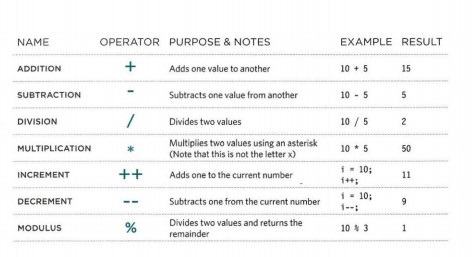 NAME OPERATOR PURPOSE & NOTES EXAMPLE RESULT
ADDITION + Adds one value to another 10 + 5 15
SUBTRACTION - Subtracts one value from another 10 - 5 5
DIVISION / Divides two values 10 / 5 2
MULTIPLICATION * Multiplies two values using an asterisk 10 * 5 50
(Note that this is not the letter x)
INCREMENT ++ Adds one to the current number i = 10; 11
i++;
DECREMENT -- Subtracts one from the current number i = 10; 9
i--;
MODULUS % Divides two values and returns the 10 % 3 1
remainder